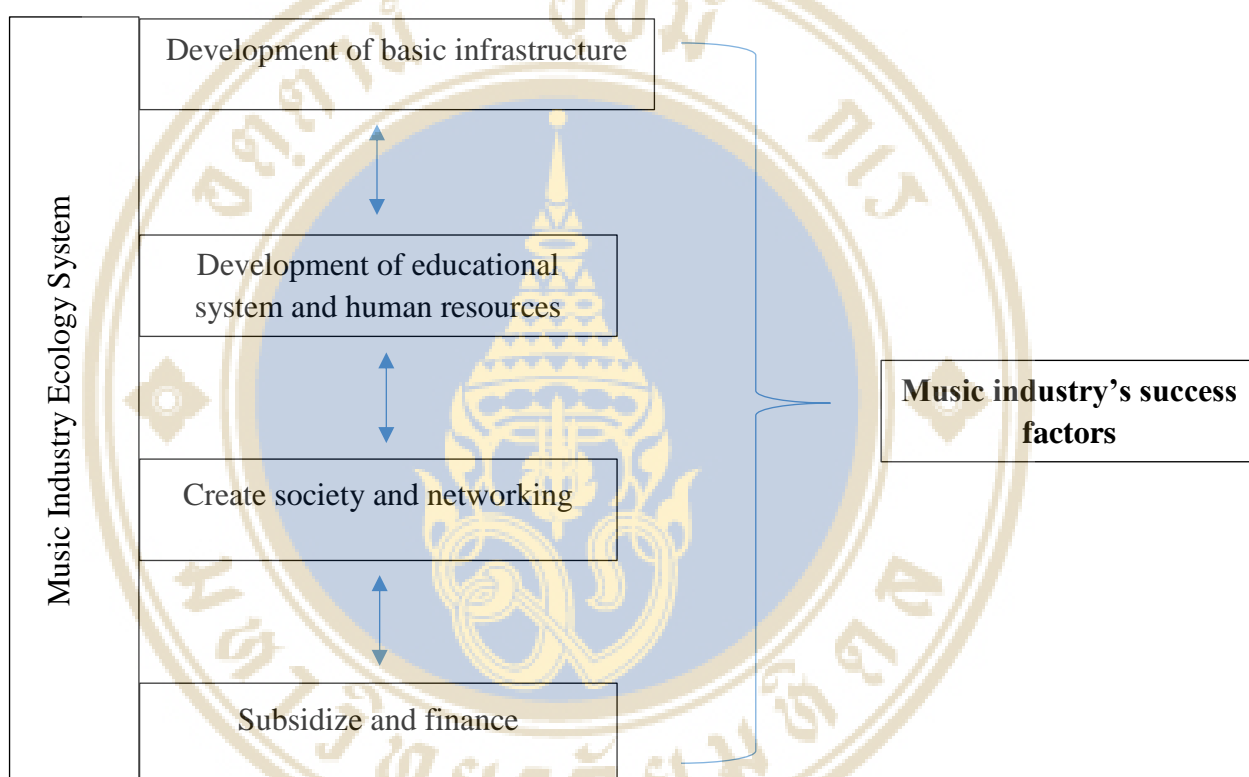 Music Industry Ecology System
Development of basic infrastructure
Development of educational
system and human resources
Create society and networking
Subsidize and finance
Music industry's success
factors